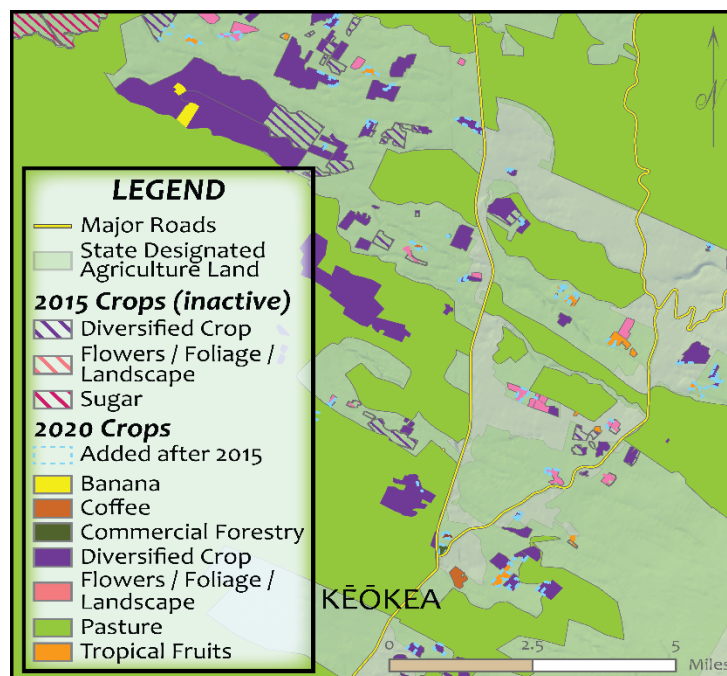 LEGEND
Major Roads
State Designated
Agriculture Land
2015 Crops (inactive)
Diversified Crop
Flowers / Foliage /
Landscape
Sugar
2020 Crops
Added after 2015
Banana
Coffee
Commercial Forestry
Diversified Crop
Flowers / Foliage /
Landscape
Pasture
Tropical Fruits
N
KĒŌKEA
0 2.5 5
Miles